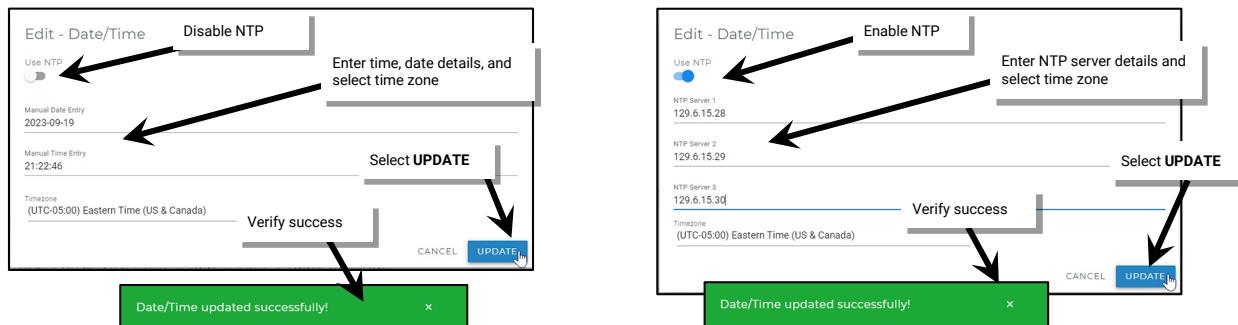 Edit - Date/Time
Disable NTP
Use NTP
Enter time, date details, and
select time zone
Manual Date Entry
2023-09-19
Manual Time Entry
21:22:46
Select UPDATE
Timezone
(UTC-05:00) Eastern Time (US & Canada)
Verify success
CANCEL UPDATE
Date/Time updated successfully! ×
Edit - Date/Time
Enable NTP
Use NTP
Enter NTP server details and
select time zone
NTP Server 1
129.6.15.28
NTP Server 2
129.6.15.29
Select UPDATE
NTP Server 3
129.6.15.30
Verify success
Timezone
(UTC-05:00) Eastern Time (US & Canada)
CANCEL UPDATE
Date/Time updated successfully! ×